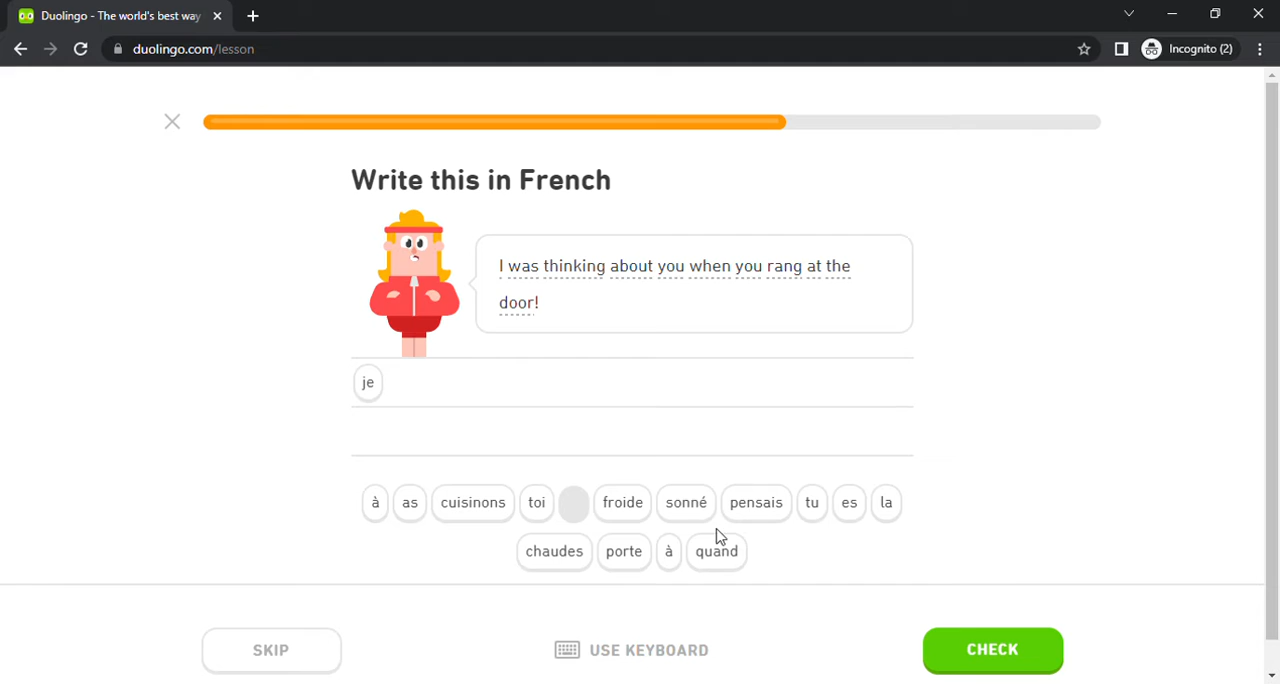 Duolingo - The world's best way
duolingo.com/lesson
Incognito (2)
Write this in French
I was thinking about you when you rang at the
door!
je
à as cuisinons toi froide sonné pensais tu es la
chaudes porte à quand
SKIP
USE KEYBOARD
CHECK